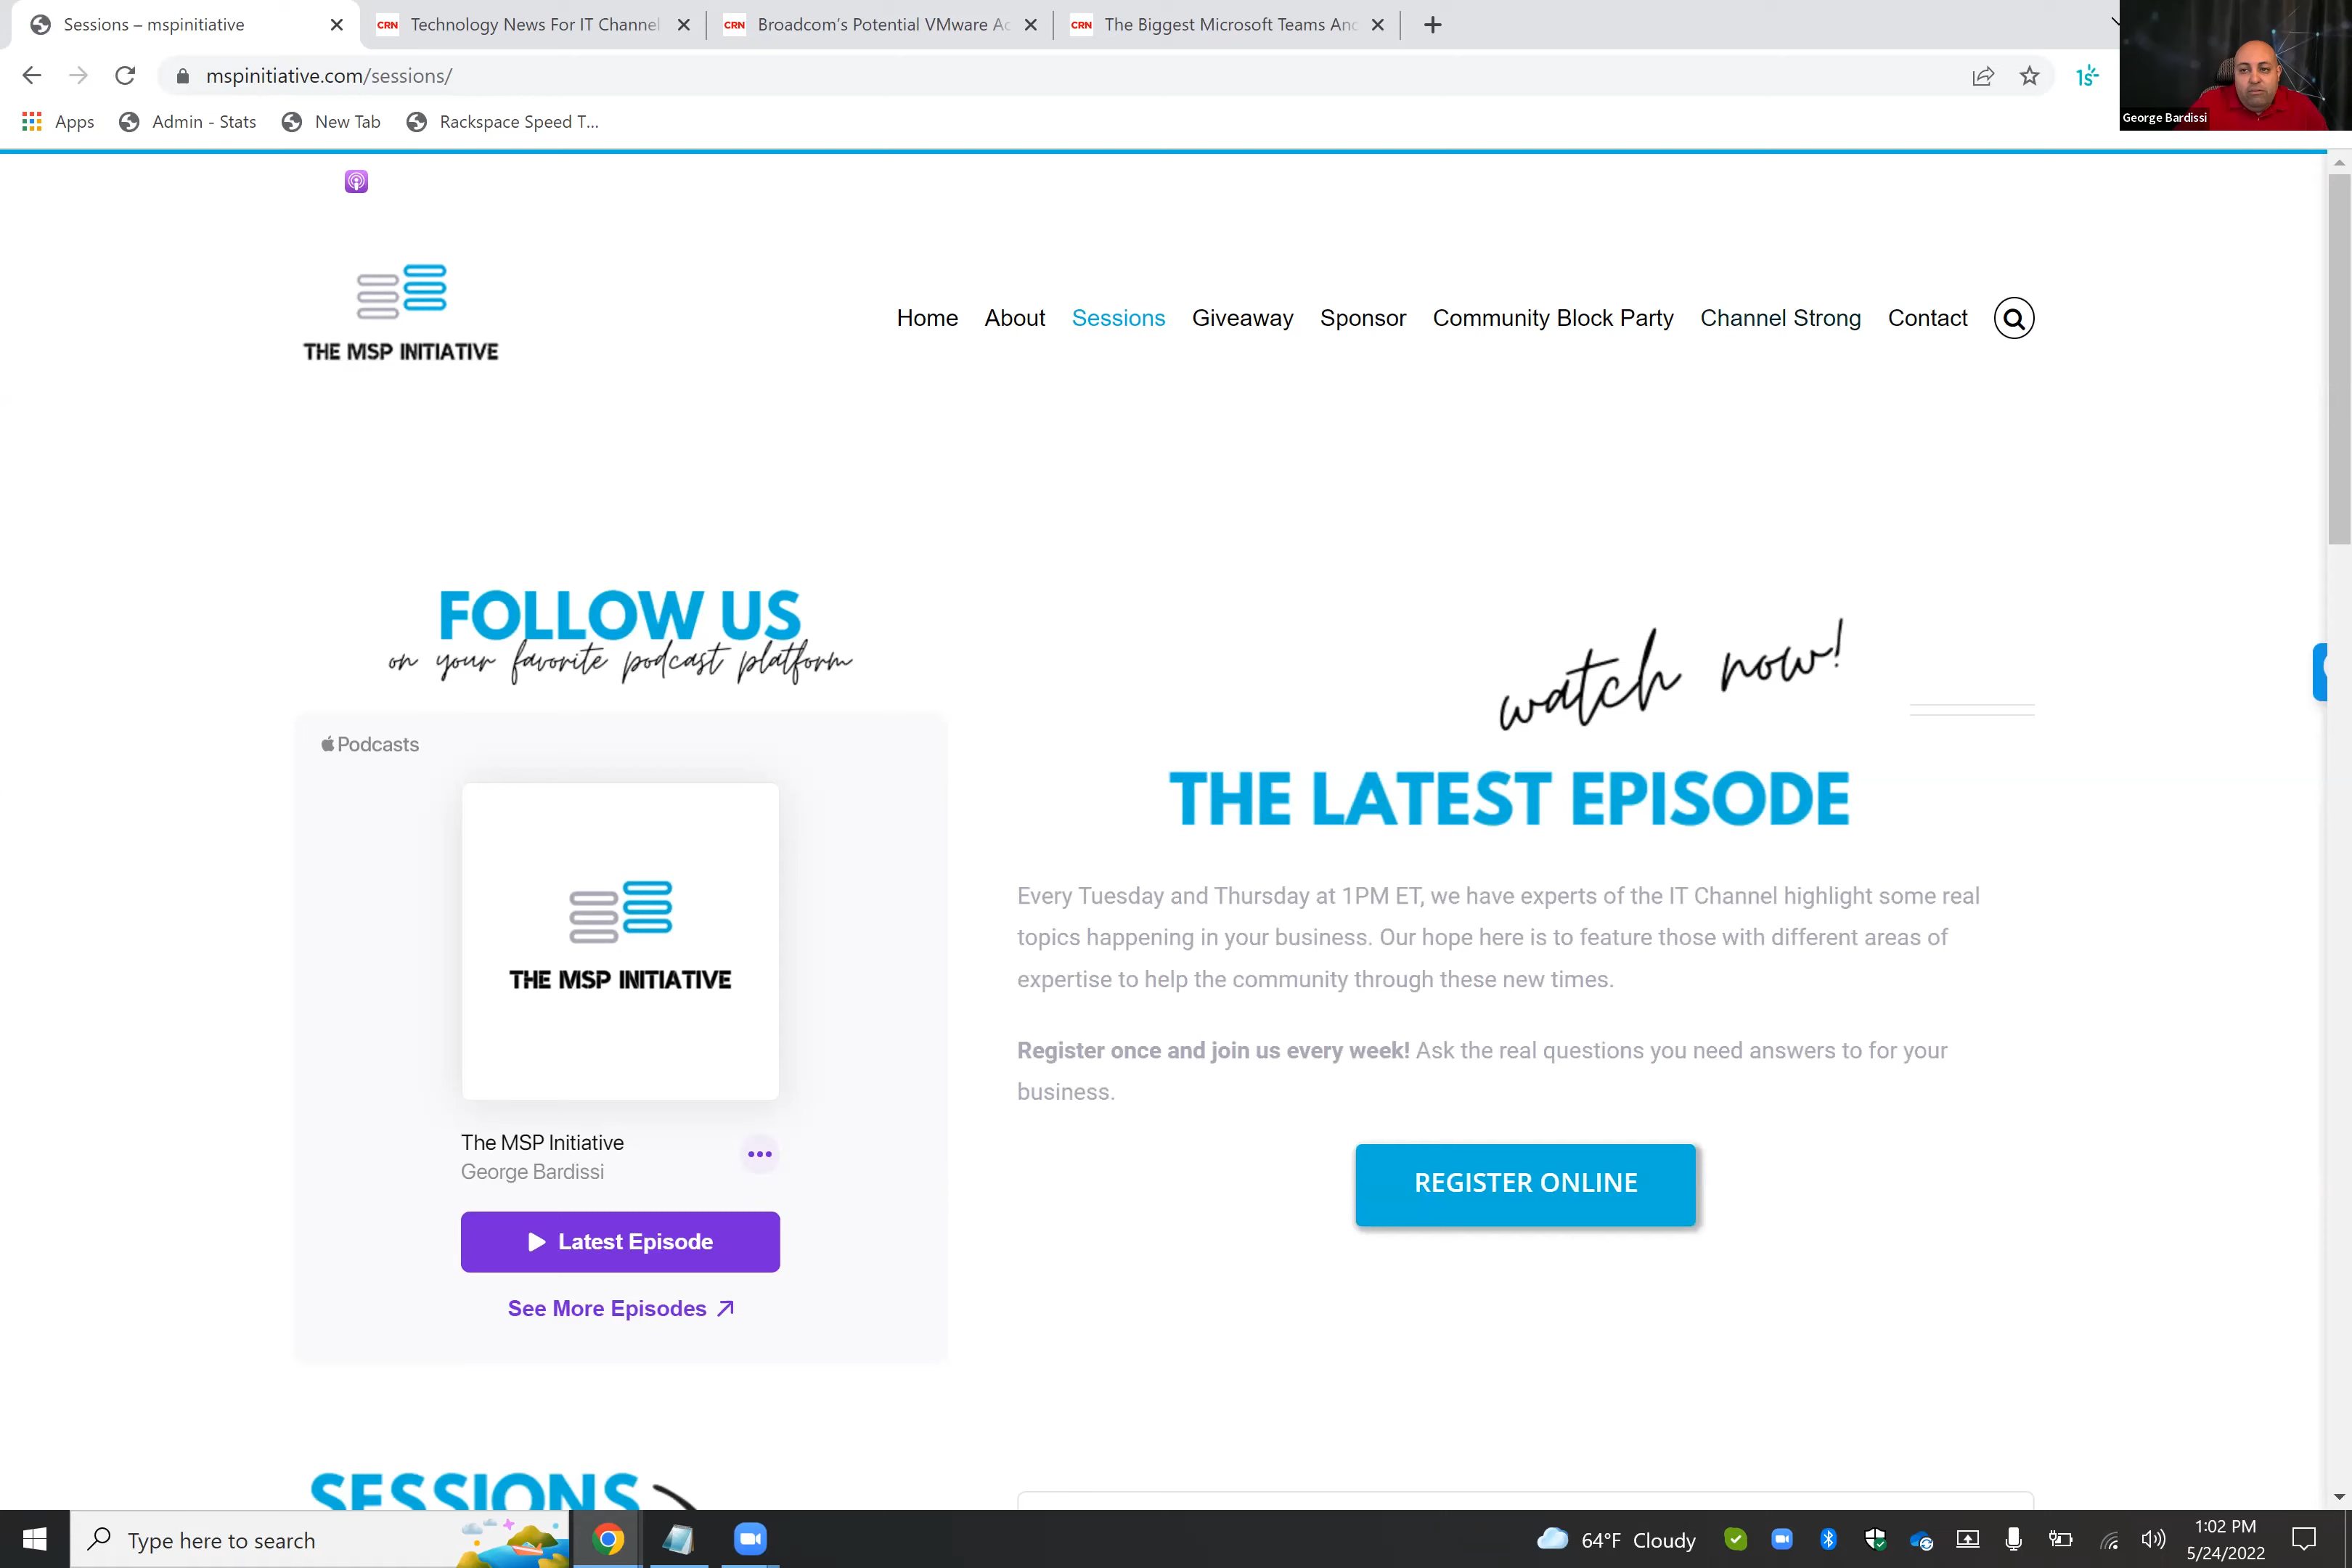 Sessions – mspinitiative
CRN Technology News For IT Channel
CRN Broadcom's Potential VMware Ac
CRN The Biggest Microsoft Teams And
mspinitiative.com/sessions/
1s
Apps
Admin - Stats
New Tab
Rackspace Speed T...
George Bardissi
THE MSP INITIATIVE
Home
About
Sessions
Giveaway
Sponsor
Community Block Party
Channel Strong
Contact
FOLLOW US
on your favorite podcast platform
Podcasts
THE MSP INITIATIVE
The MSP Initiative
George Bardissi
Latest Episode
See More Episodes
watch now!
THE LATEST EPISODE
Every Tuesday and Thursday at 1PM ET, we have experts of the IT Channel highlight some real
topics happening in your business. Our hope here is to feature those with different areas of
expertise to help the community through these new times.
Register once and join us every week! Ask the real questions you need answers to for your
business.
REGISTER ONLINE
SESSIONS
Type here to search
64°F Cloudy
1:02 PM
5/24/2022